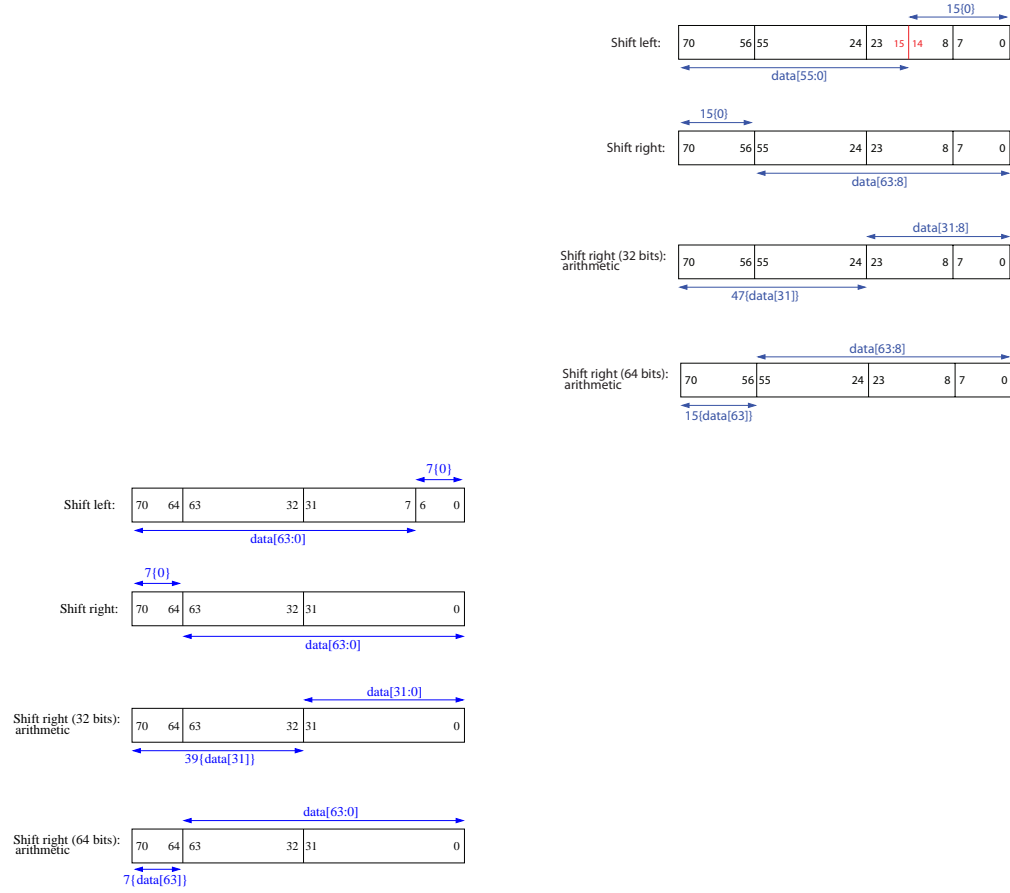 15{0}
Shift left: 70 56 55 24 23 15 14 8 7 0
data[55:0]
15{0}
Shift right: 70 56 55 24 23 8 7 0
data[63:8]
data[31:8]
Shift right (32 bits):
arithmetic
70 56 55 24 23 8 7 0
47{data[31]}
data[63:8]
Shift right (64 bits):
arithmetic
70 56 55 24 23 8 7 0
15{data[63]}
7{0}
Shift left: 70 64 63 32 31 7 6 0
data[63:0]
7{0}
Shift right: 70 64 63 32 31 0
data[63:0]
data[31:0]
Shift right (32 bits):
arithmetic
70 64 63 32 31 0
39{data[31]}
data[63:0]
Shift right (64 bits):
arithmetic
70 64 63 32 31 0
7{data[63]}